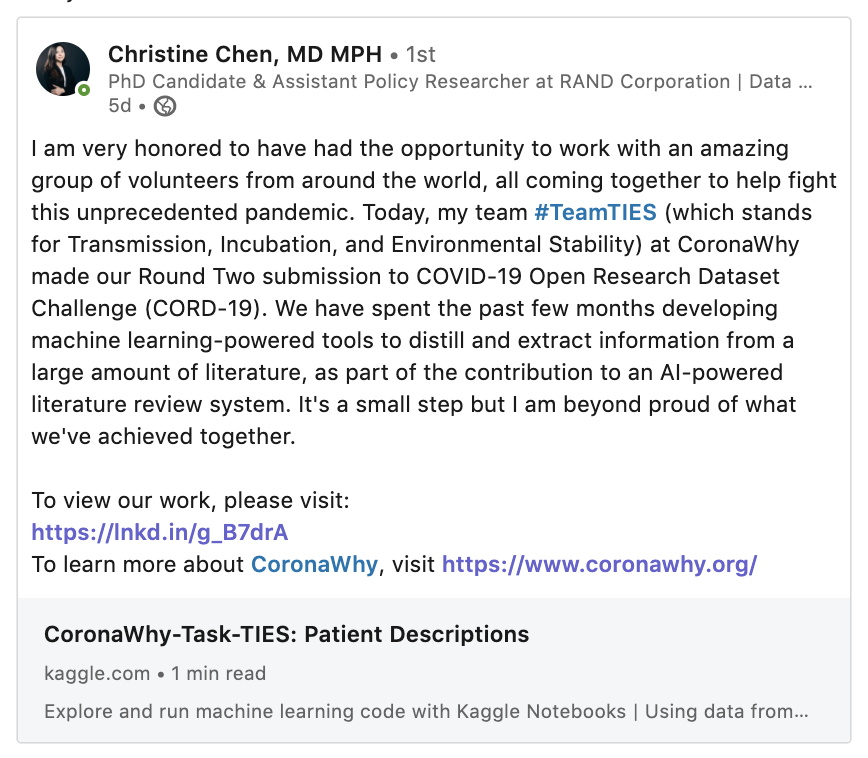 Christine Chen, MD MPH • 1st
PhD Candidate & Assistant Policy Researcher at RAND Corporation | Data ...
5d •
I am very honored to have had the opportunity to work with an amazing
group of volunteers from around the world, all coming together to help fight
this unprecedented pandemic. Today, my team #TeamTIES (which stands
for Transmission, Incubation, and Environmental Stability) at CoronaWhy
made our Round Two submission to COVID-19 Open Research Dataset
Challenge (CORD-19). We have spent the past few months developing
machine learning-powered tools to distill and extract information from a
large amount of literature, as part of the contribution to an AI-powered
literature review system. It's a small step but I am beyond proud of what
we've achieved together.
To view our work, please visit:
https://lnkd.in/g_B7drA
To learn more about CoronaWhy, visit https://www.coronawhy.org/
CoronaWhy-Task-TIES: Patient Descriptions
kaggle.com • 1 min read
Explore and run machine learning code with Kaggle Notebooks | Using data from...